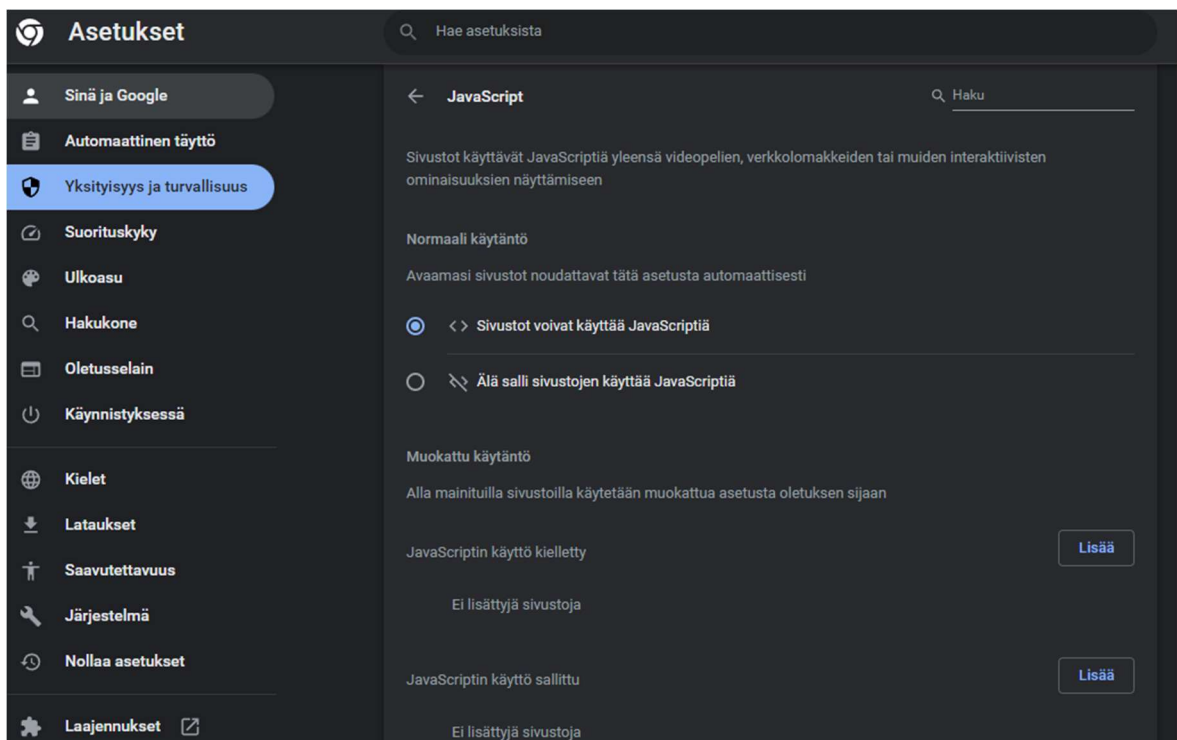 Asetukset
Hae asetuksista
Sinä ja Google
Automaattinen täyttö
Yksityisyys ja turvallisuus
Suorituskyky
Ulkoasu
Hakukone
Oletusselain
Käynnistyksessä
Kielet
Lataukset
Saavutettavuus
Järjestelmä
Nollaa asetukset
Laajennukset
JavaScript
Haku
Sivustot käyttävät JavaScriptiä yleensä videopelien, verkkolomakkeiden tai muiden interaktiivisten
ominaisuuksien näyttämiseen
Normaali käytäntö
Avaamasi sivustot noudattavat tätä asetusta automaattisesti
Sivustot voivat käyttää JavaScriptiä
Älä salli sivustojen käyttää JavaScriptiä
Muokattu käytäntö
Alla mainituilla sivustoilla käytetään muokattua asetusta oletuksen sijaan
JavaScriptin käyttö kielletty
Lisää
Ei lisättyjä sivustoja
JavaScriptin käyttö sallittu
Lisää
Ei lisättyjä sivustoja